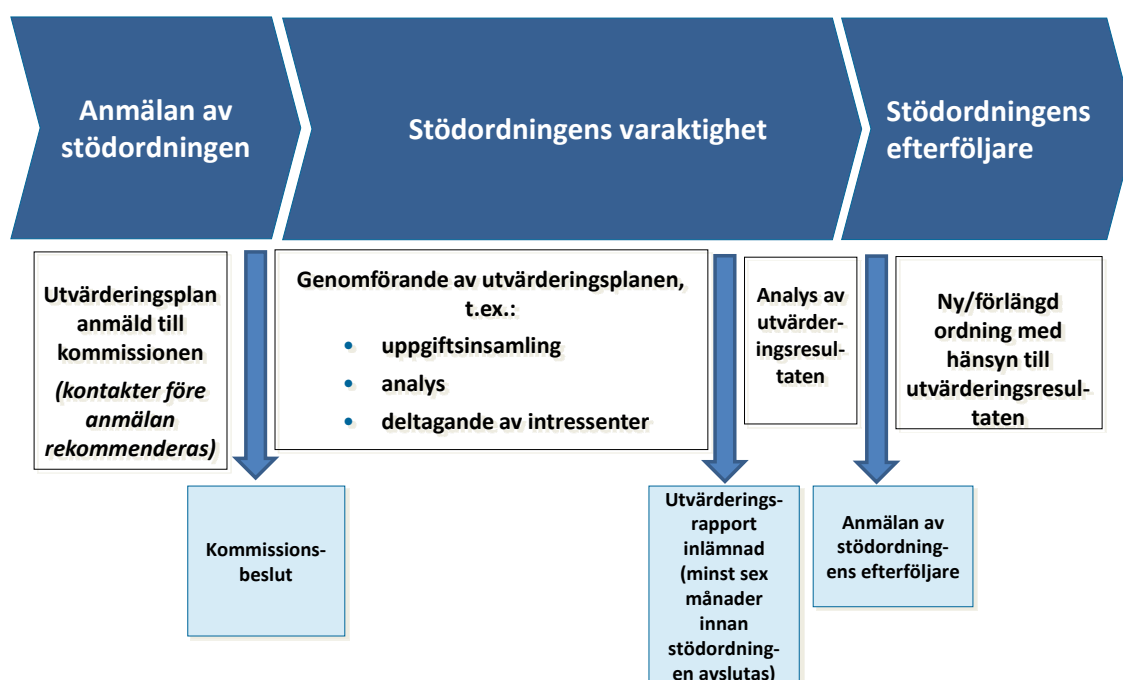 Anmälan av
stödordningen
Stödordningens varaktighet
Stödordningens
efterföljare
Utvärderingsplan
anmäld till
kommissionen
(kontakter före
anmälan
rekommenderas)
Genomförande av utvärderingsplanen,
t.ex.:
• uppgiftsinsamling
• analys
• deltagande av intressenter
Analys av
utvärder-
ingsresul-
taten
Ny/förlängd
ordning med
hänsyn till
utvärderingsresul-
taten
Kommissions-
beslut
Utvärderings-
rapport
inlämnad
(minst sex
månader
innan
stödordning-
en avslutas)
Anmälan av
stödordning-
ens efterföljare